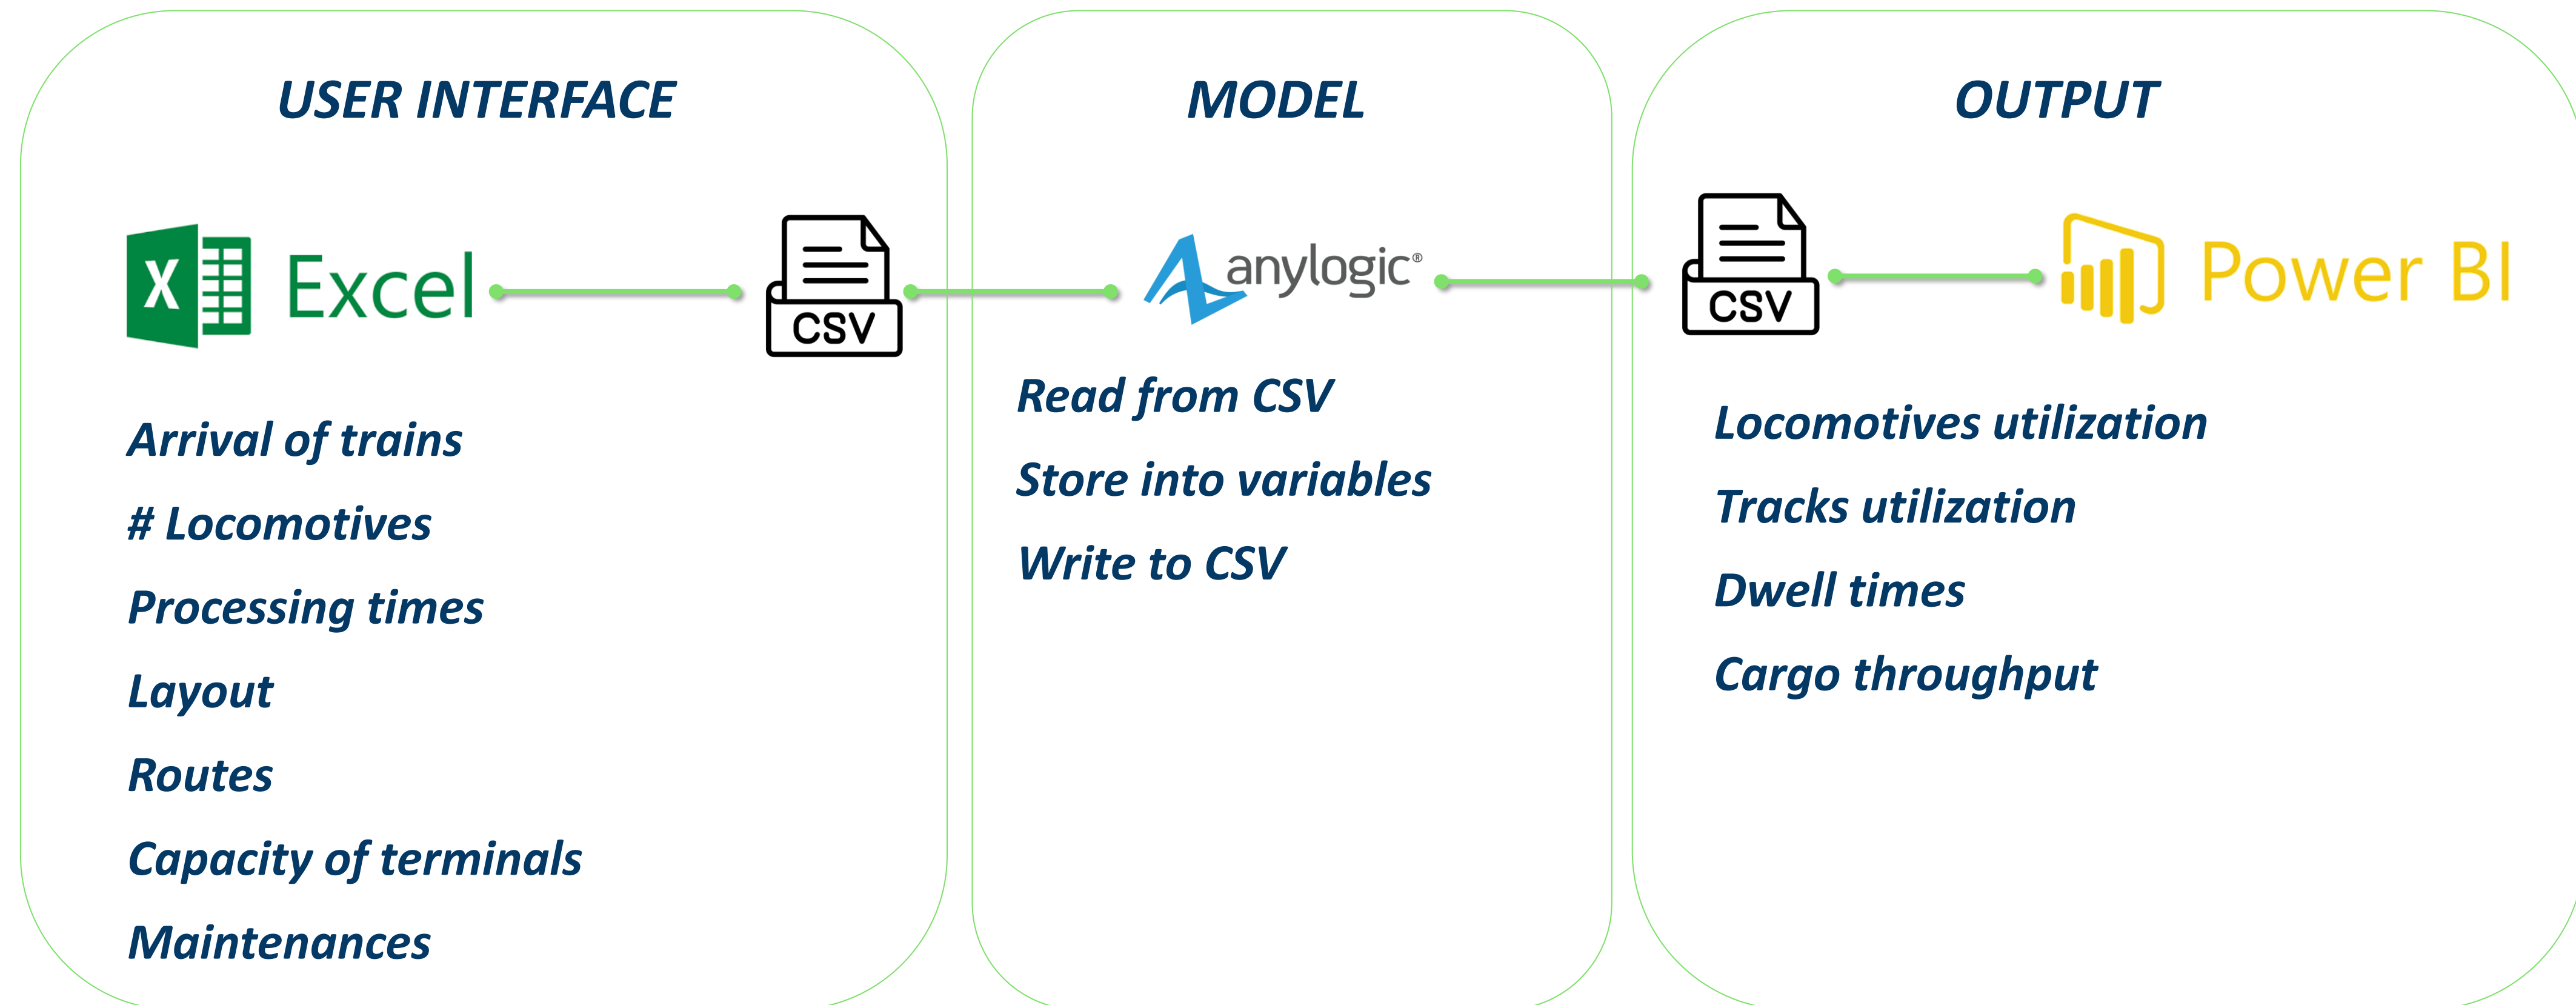 USER INTERFACE
Excel
CSV
Arrival of trains
# Locomotives
Processing times
Layout
Routes
Capacity of terminals
Maintenances
MODEL
anylogic®
Read from CSV
Store into variables
Write to CSV
OUTPUT
CSV
Power BI
Locomotives utilization
Tracks utilization
Dwell times
Cargo throughput